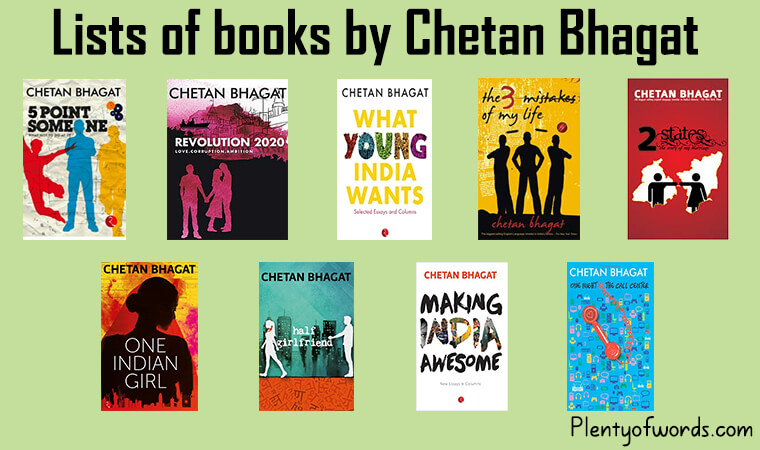 Lists of books by Chetan Bhagat
CHETAN BHAGAT
5 POINT
SOMEONE
CHETAN BHAGAT
REVOLUTION 2020
LOVE.CORRUPTION.AMBITION
CHETAN BHAGAT
WHAT
YOUNG
INDIA
WANTS
Selected Essays and Columns
the 3 mistakes
of my life
chetan bhagat
CHETAN BHAGAT
2 states
the story of my marriage
CHETAN BHAGAT
ONE
INDIAN
GIRL
CHETAN BHAGAT
half
girlfriend
CHETAN BHAGAT
MAKING
INDIA
AWESOME
New Essays & Columns
CHETAN BHAGAT
ONE NIGHT @ THE CALL CENTRE
Plentyofwords.com